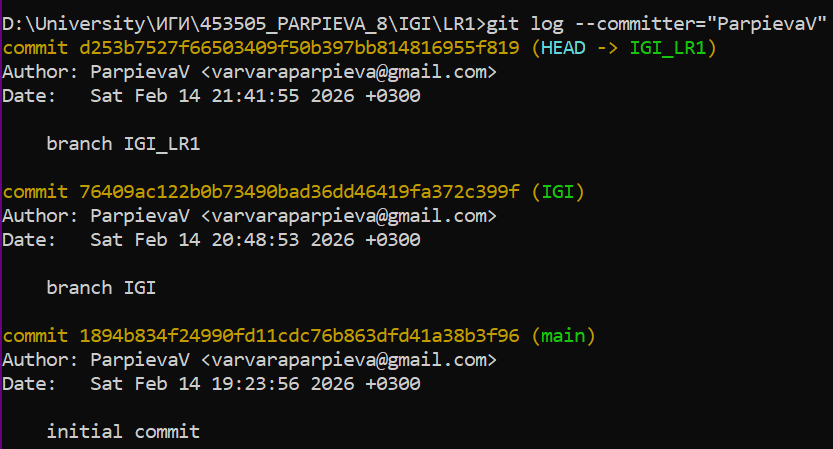 D:\University\ИГИ\453505_PARPIEVA_8\IGI\LR1>git log --committer="ParpievaV"
commit d253b7527f66503409f50b397bb814816955f819 (HEAD -> IGI_LR1)
Author: ParpievaV <varvaraparpieva@gmail.com>
Date:   Sat Feb 14 21:41:55 2026 +0300

    branch IGI_LR1

commit 76409ac122b0b73490bad36dd46419fa372c399f (IGI)
Author: ParpievaV <varvaraparpieva@gmail.com>
Date:   Sat Feb 14 20:48:53 2026 +0300

    branch IGI

commit 1894b834f24990fd11cdc76b863dfd41a38b3f96 (main)
Author: ParpievaV <varvaraparpieva@gmail.com>
Date:   Sat Feb 14 19:23:56 2026 +0300

    initial commit